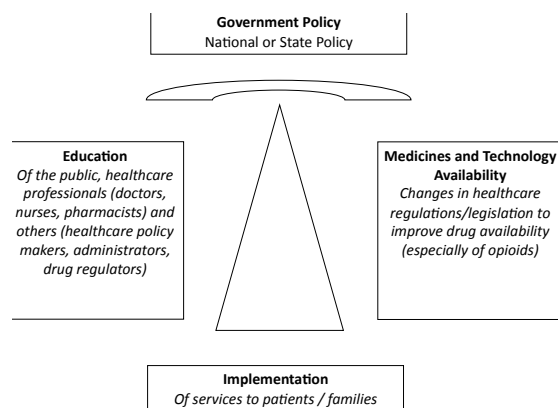 Government Policy
National or State Policy
Education
Of the public, healthcare
professionals (doctors,
nurses, pharmacists) and
others (healthcare policy
makers, administrators,
drug regulators)
Medicines and Technology
Availability
Changes in healthcare
regulations/legislation to
improve drug availability
(especially of opioids)
Implementation
Of services to patients / families